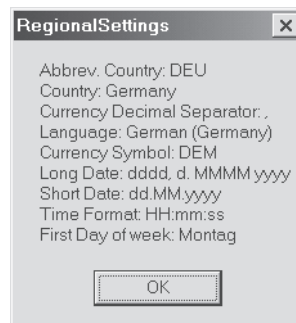 RegionalSettings
Abbrev. Country: DEU
Country: Germany
Currency Decimal Separator: ,
Language: German (Germany)
Currency Symbol: DEM
Long Date: dddd, d. MMMM yyyy
Short Date: dd.MM.yyyy
Time Format: HH:mm:ss
First Day of week: Montag
OK